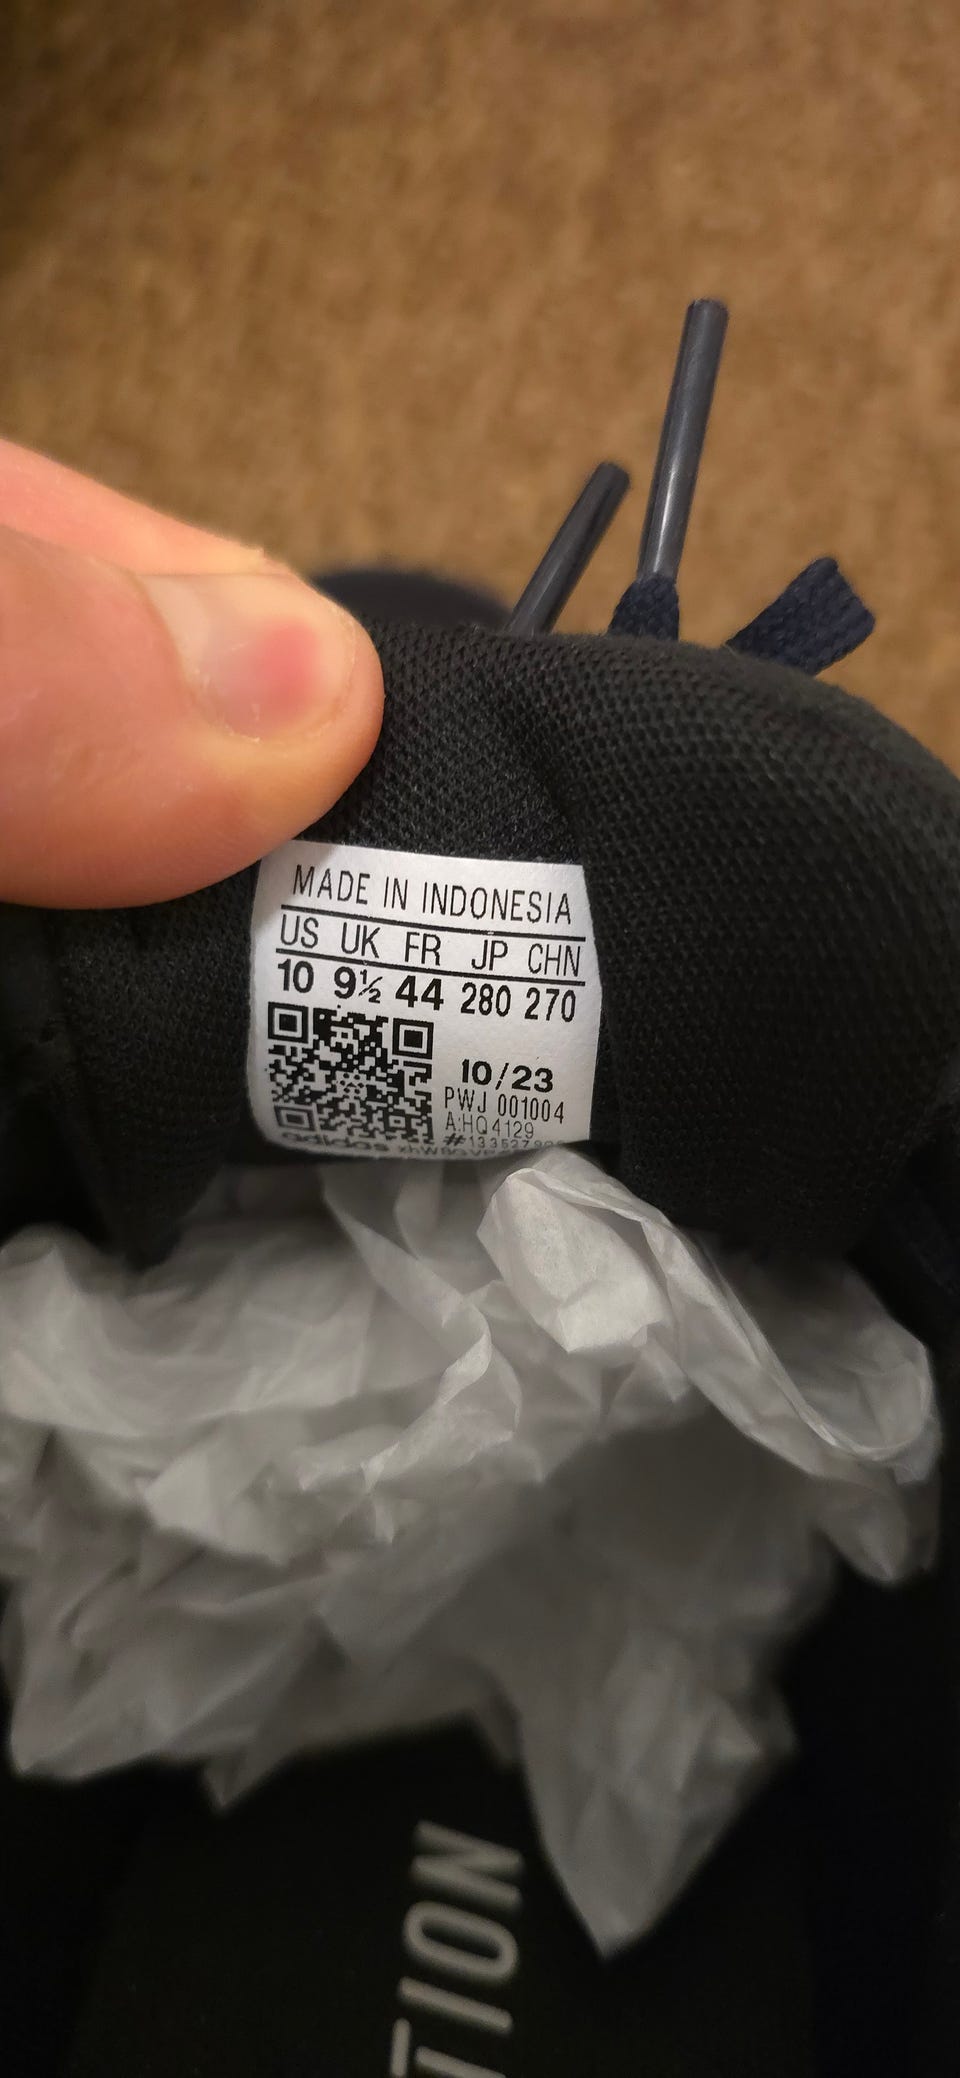 MADE IN INDONESIA
US UK FR JP CHN
10 9½ 44 280 270
10/23
PWJ 001004
A:HQ4129
adidas
TION